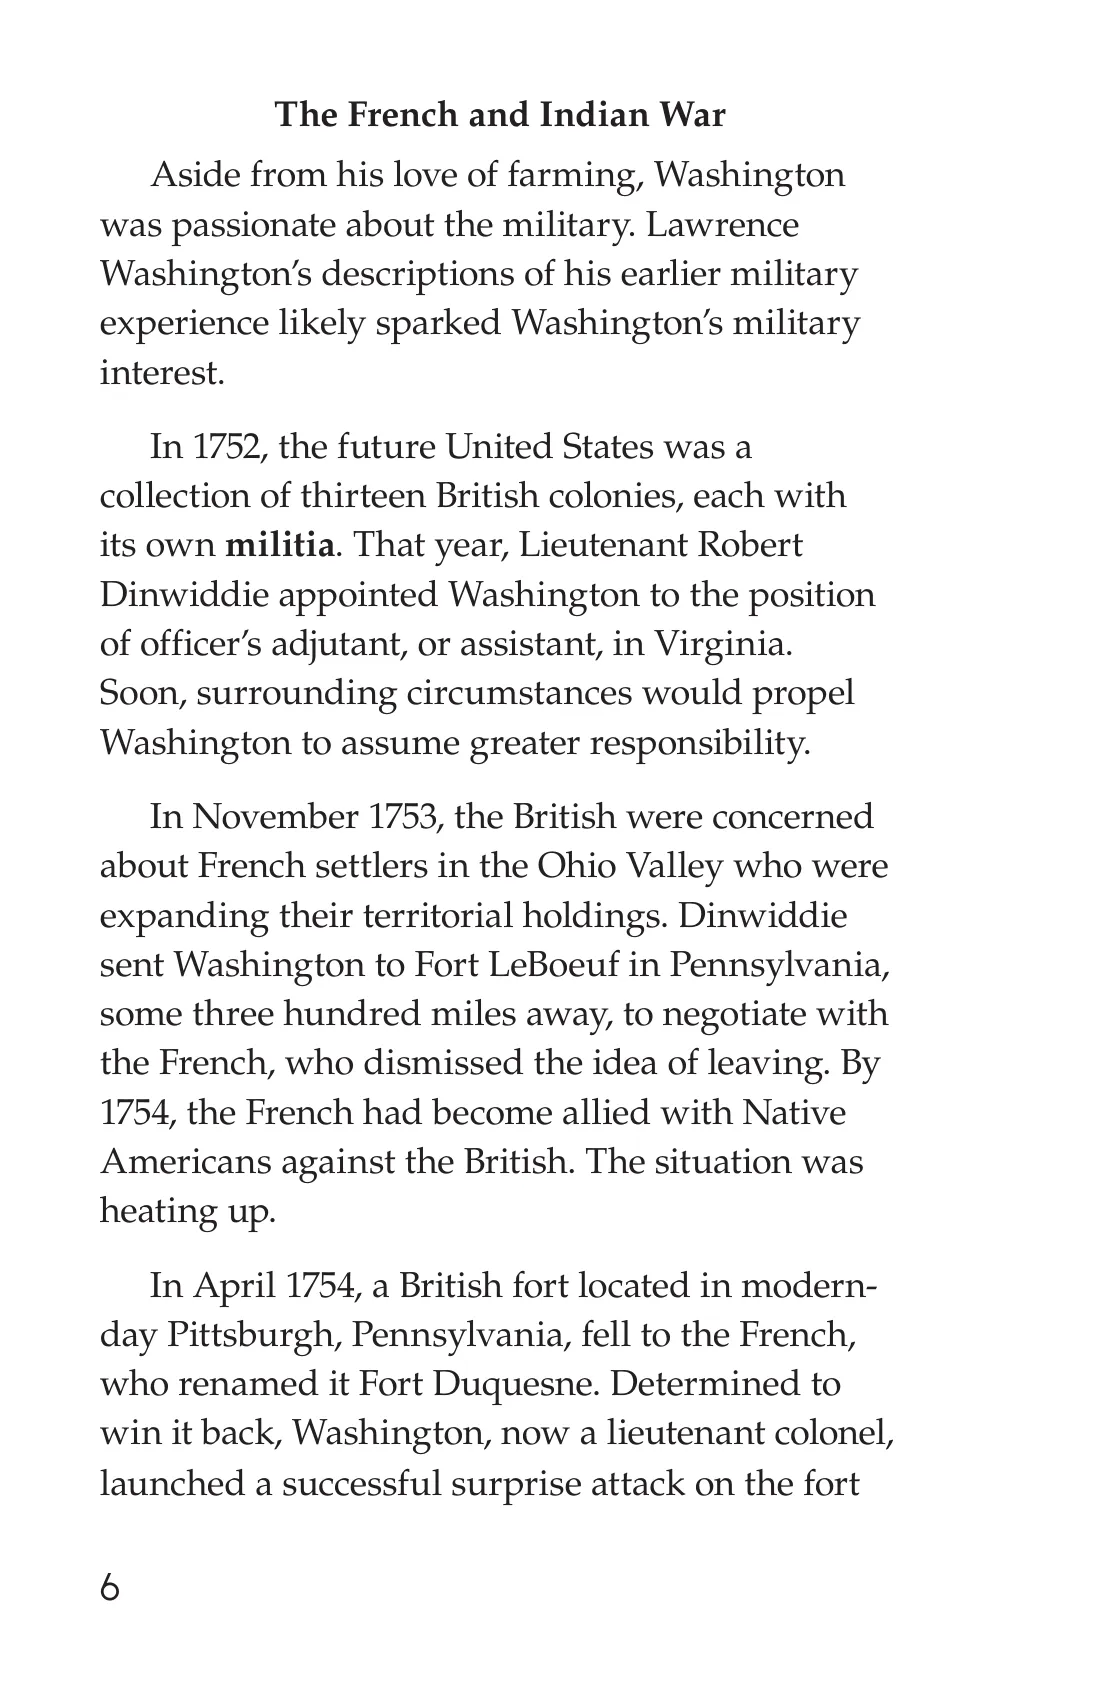 The French and Indian War
Aside from his love of farming, Washington
was passionate about the military. Lawrence
Washington’s descriptions of his earlier military
experience likely sparked Washington’s military
interest.
In 1752, the future United States was a
collection of thirteen British colonies, each with
its own militia. That year, Lieutenant Robert
Dinwiddie appointed Washington to the position
of officer’s adjutant, or assistant, in Virginia.
Soon, surrounding circumstances would propel
Washington to assume greater responsibility.
In November 1753, the British were concerned
about French settlers in the Ohio Valley who were
expanding their territorial holdings. Dinwiddie
sent Washington to Fort LeBoeuf in Pennsylvania,
some three hundred miles away, to negotiate with
the French, who dismissed the idea of leaving. By
1754, the French had become allied with Native
Americans against the British. The situation was
heating up.
In April 1754, a British fort located in modern-
day Pittsburgh, Pennsylvania, fell to the French,
who renamed it Fort Duquesne. Determined to
win it back, Washington, now a lieutenant colonel,
launched a successful surprise attack on the fort
6